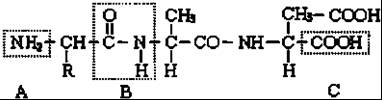 O CH₃ CH₂ — COOH
NH₂ — CH — C — N — C — CO — NH — C — COOH
R H H H
A B C